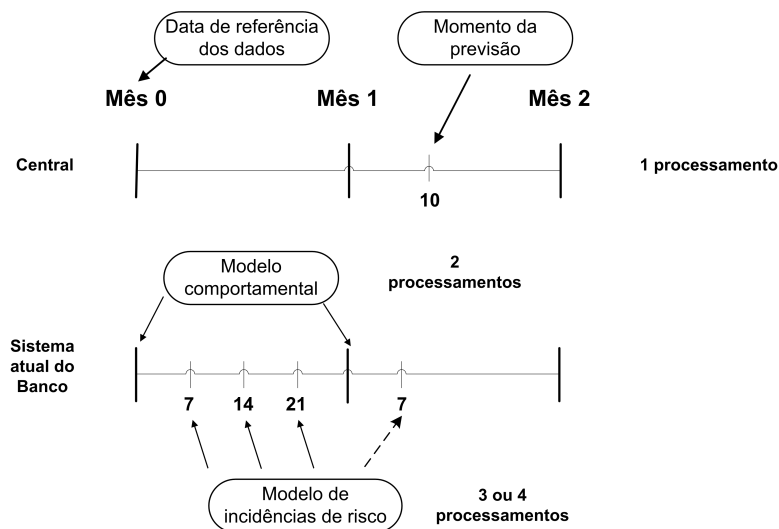 Data de referência
dos dados
Momento da
previsão
Mês 0
Mês 1
Mês 2
Central
1 processamento
10
Modelo
comportamental
2
processamentos
Sistema
atual do
Banco
7
14
21
7
Modelo de
incidências de risco
3 ou 4
processamentos